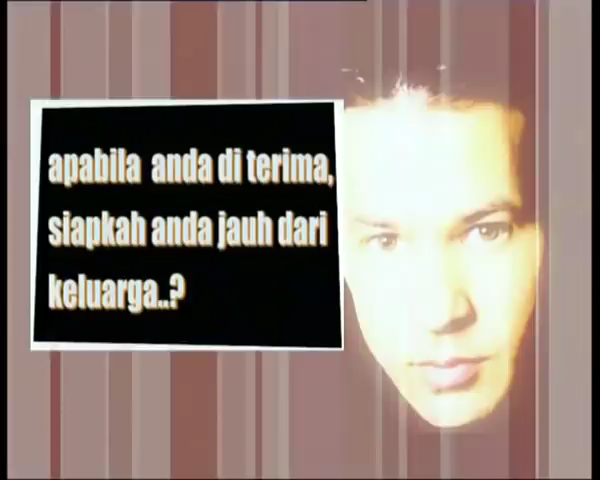 apabila anda di terima,
siapkah anda jauh dari
keluarga..?